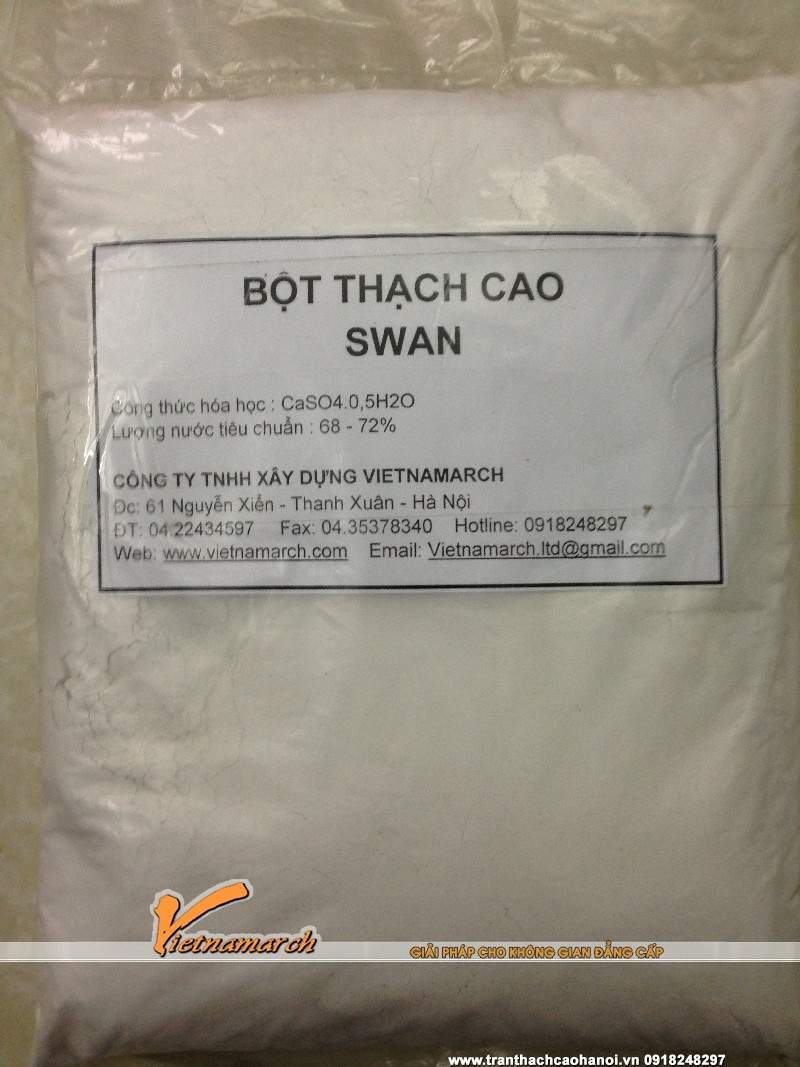 BỘT THẠCH CAO
SWAN
Công thức hóa học : CaSO4.0,5H2O
Lượng nước tiêu chuẩn : 68 - 72%
CÔNG TY TNHH XÂY DỰNG VIETNAMARCH
Đc: 61 Nguyễn Xiển - Thanh Xuân - Hà Nội
ĐT: 04.22434597 Fax: 04.35378340 Hotline: 0918248297
Web: www.vietnamarch.com Email: Vietnamarch.ltd@gmail.com
Vietnamarch
GIẢI PHÁP CHO KHÔNG GIAN ĐẲNG CẤP
www.tranthachcaohanoi.vn 0918248297